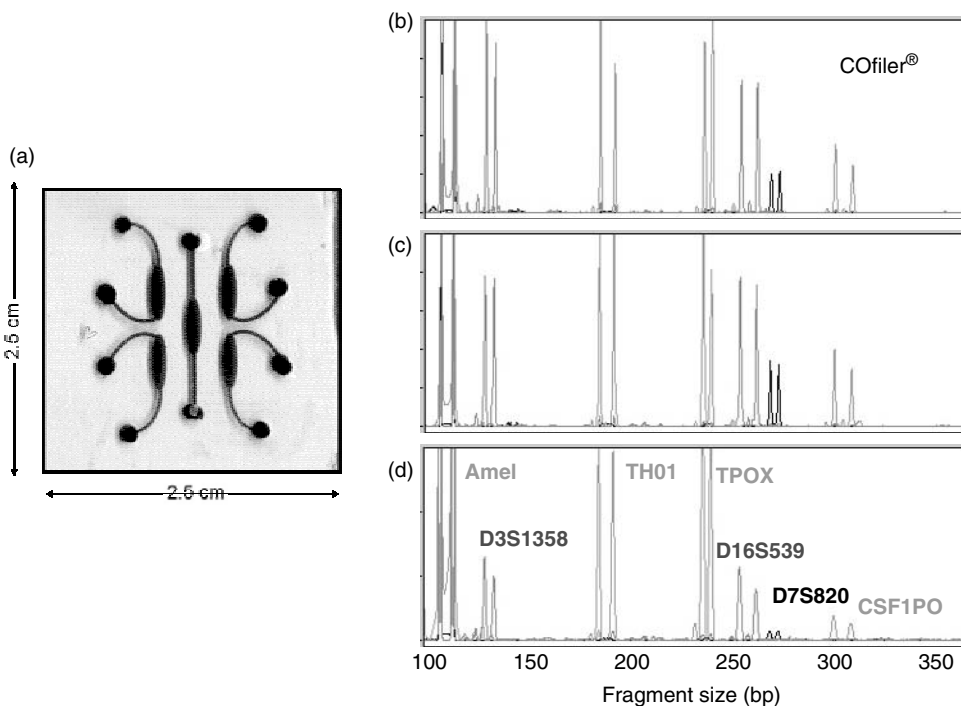 (a)
2.5 cm
2.5 cm
(b)
COfiler®
(c)
(d)
Amel
TH01
TPOX
D3S1358
D16S539
D7S820
CSF1PO
100 150 200 250 300 350
Fragment size (bp)